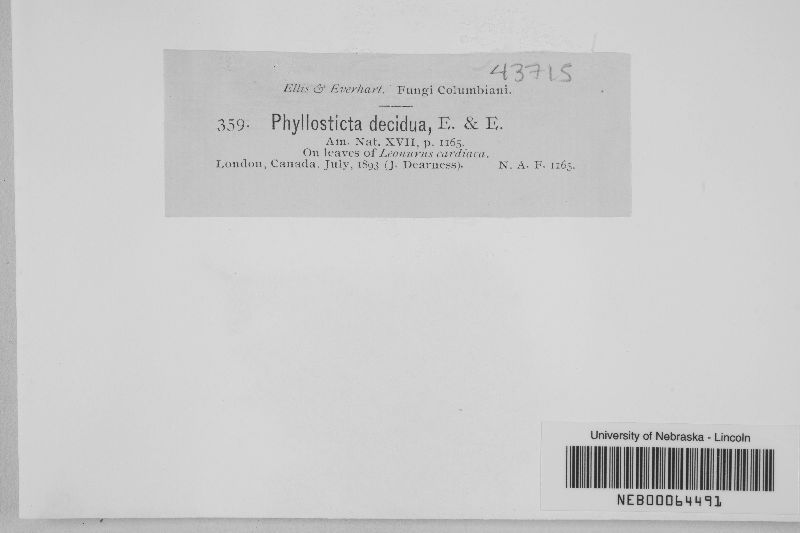 43715
Ellis & Everhart. Fungi Columbiani.
359. Phyllosticta decidua, E. & E.
Am. Nat. XVII, p. 1165.
On leaves of Leonurus cardiaca.
London, Canada. July, 1893 (J. Dearness). N. A. F. 1163.
University of Nebraska - Lincoln
NEB00064491